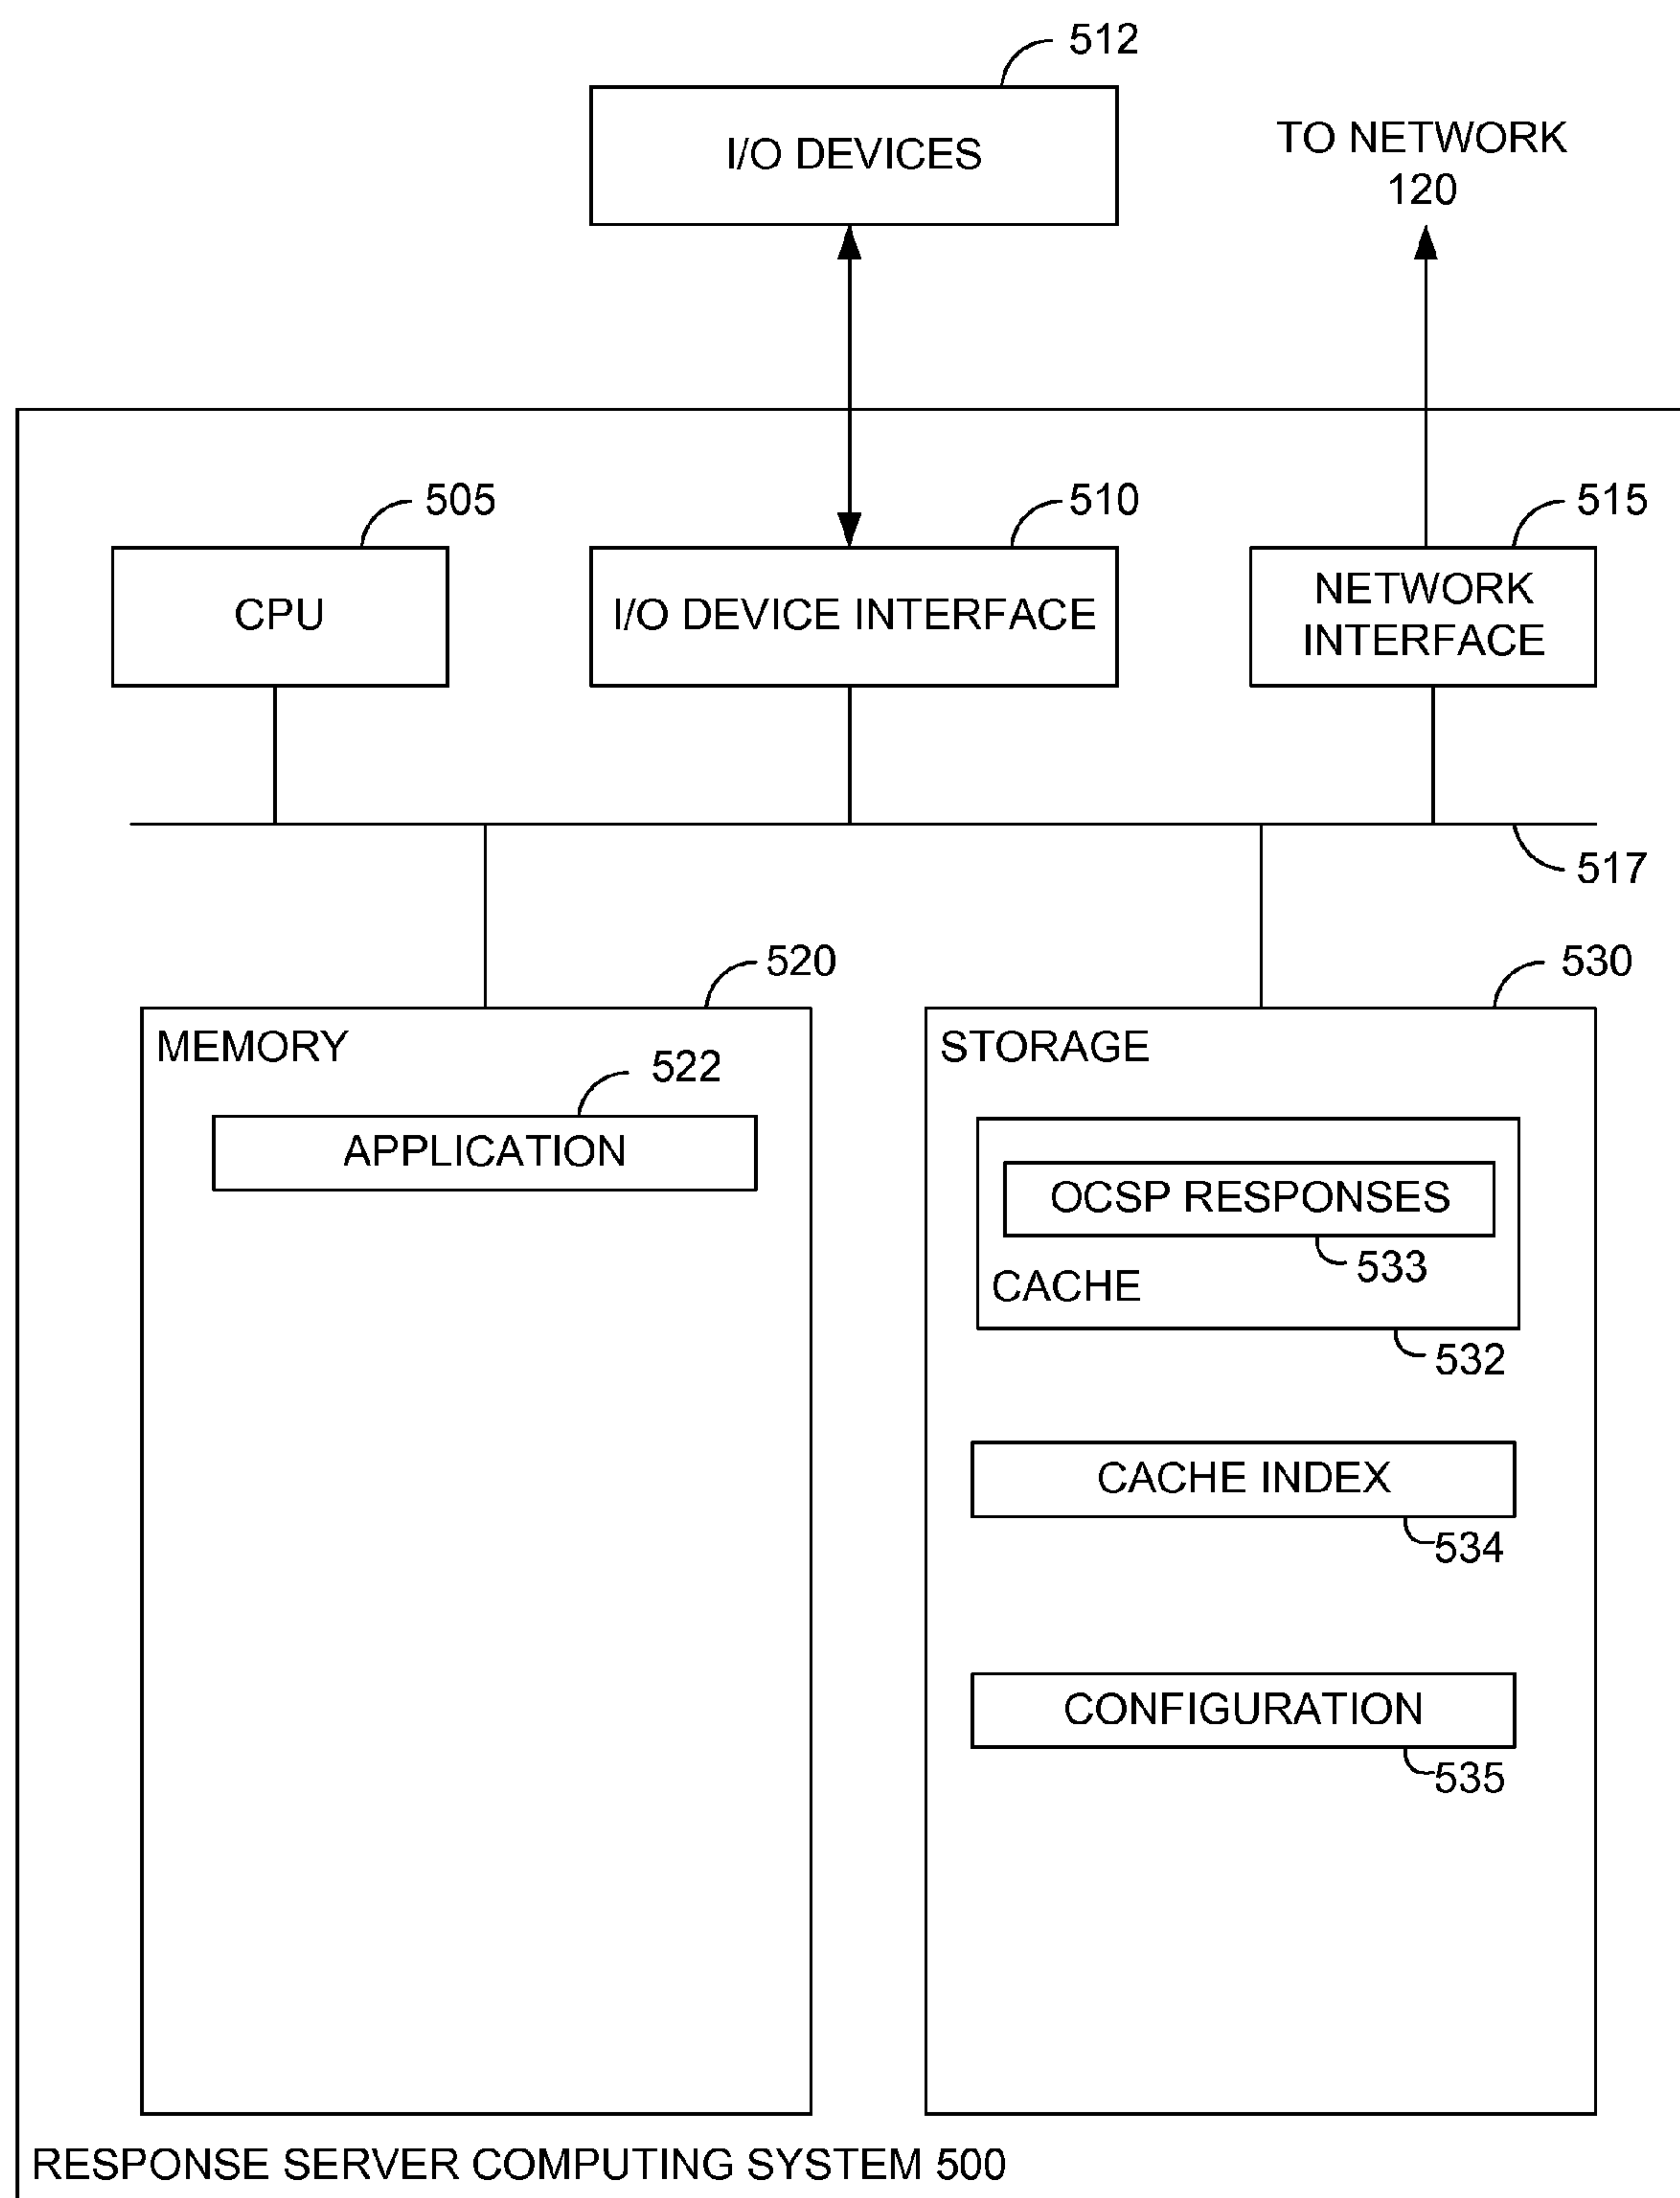 512
I/O DEVICES
TO NETWORK
120
505
510
515
CPU
I/O DEVICE INTERFACE
NETWORK
INTERFACE
517
520
530
MEMORY
522
APPLICATION
STORAGE
OCSP RESPONSES
533
CACHE
532
CACHE INDEX
534
CONFIGURATION
535
RESPONSE SERVER COMPUTING SYSTEM 500